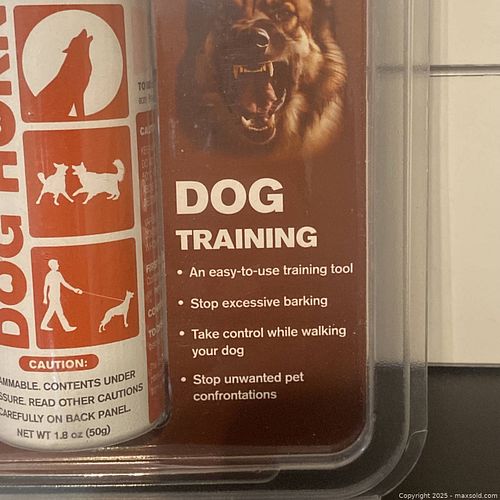 DOG HORN
DOG
TRAINING
• An easy-to-use training tool
• Stop excessive barking
• Take control while walking
your dog
• Stop unwanted pet
confrontations
CAUTION:
AMMABLE. CONTENTS UNDER
SSURE. READ OTHER CAUTIONS
CAREFULLY ON BACK PANEL.
NET WT 1.8 oz (50g)
Copyright 2025 - maxsold.com